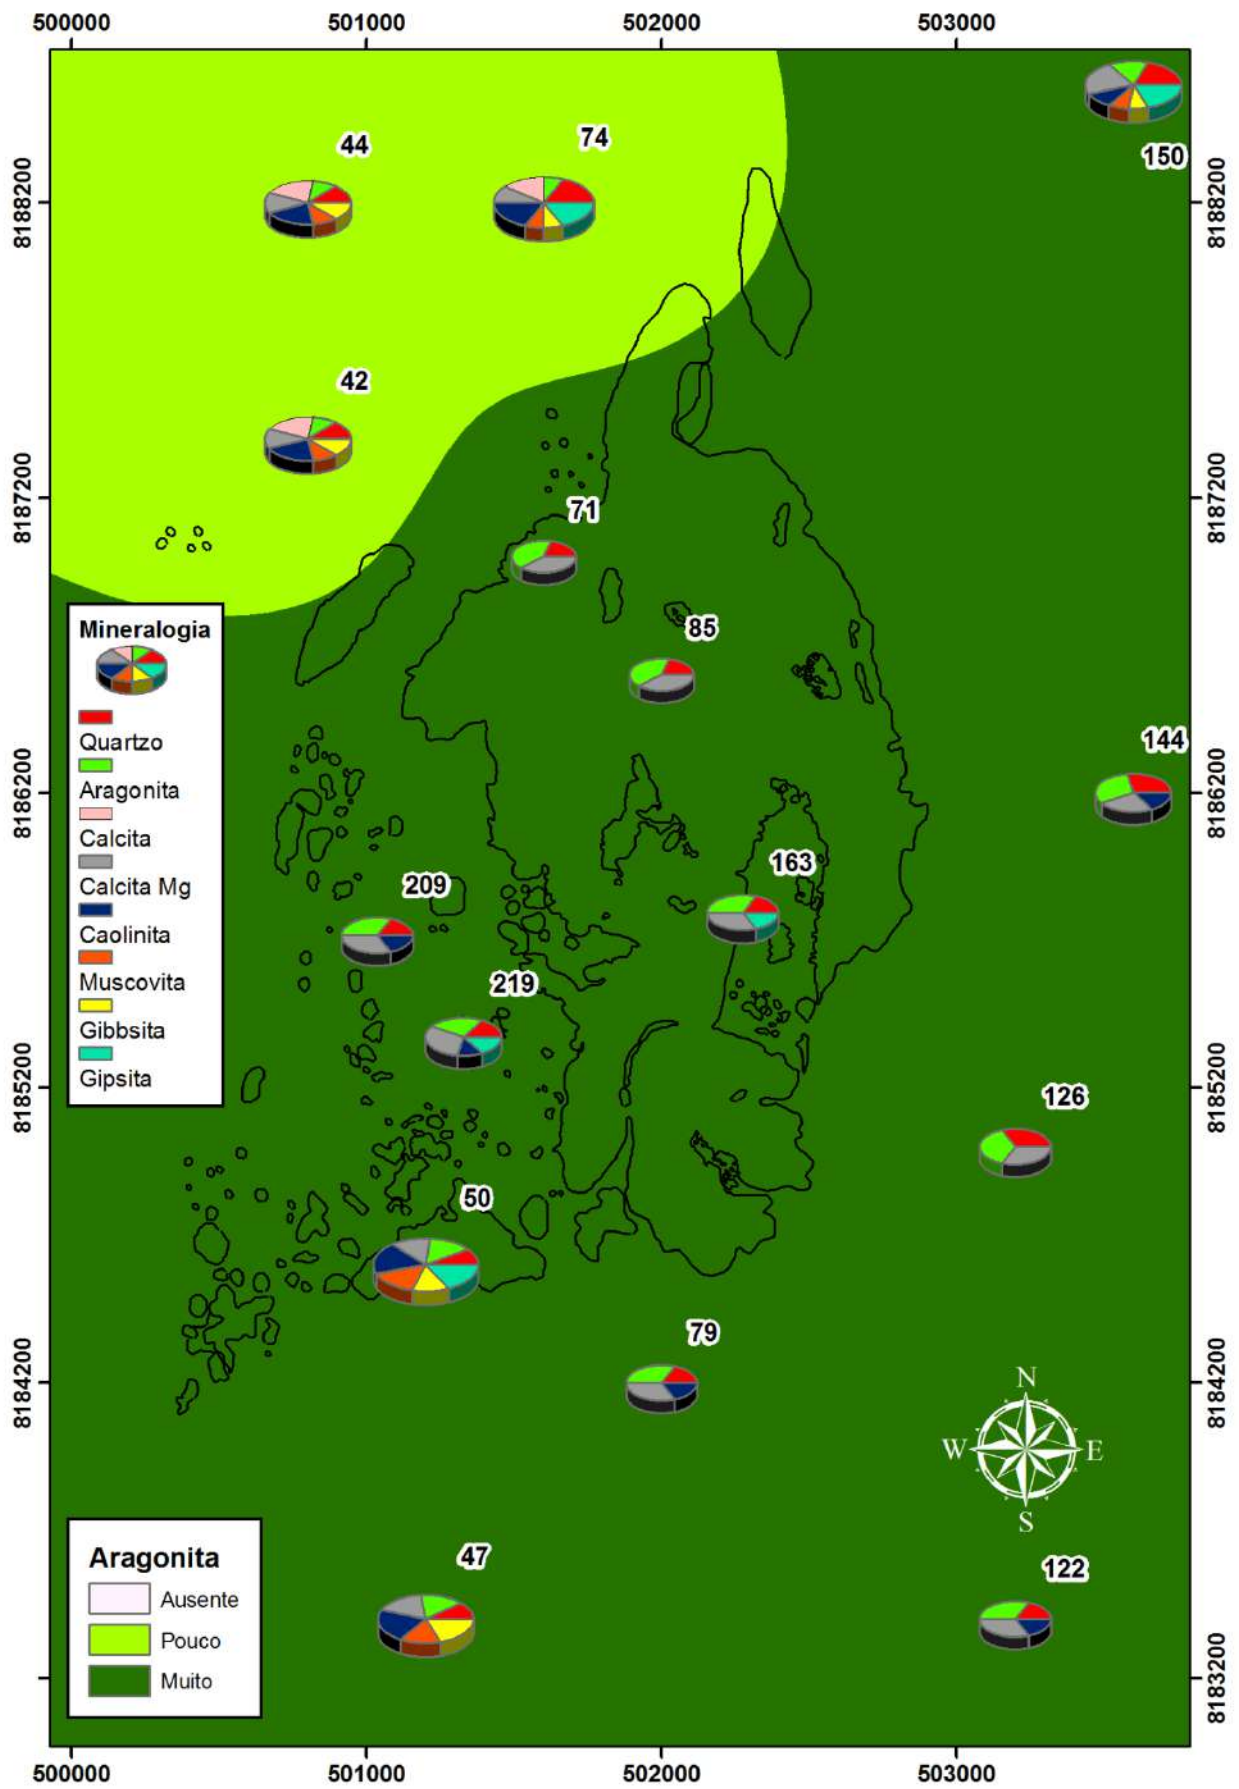 500000 501000 502000 503000
150
44
74
8188200
8188200
42
8187200
8187200
71
85
Mineralogia
Quartzo
Aragonita
Calcita
Calcita Mg
Caolinita
Muscovita
Gibbsita
Gipsita
144
8186200
8186200
163
209
219
8185200
8185200
126
50
79
8184200
8184200
N
W
E
S
47
122
Aragonita
Ausente
Pouco
Muito
8183200
8183200
500000 501000 502000 503000